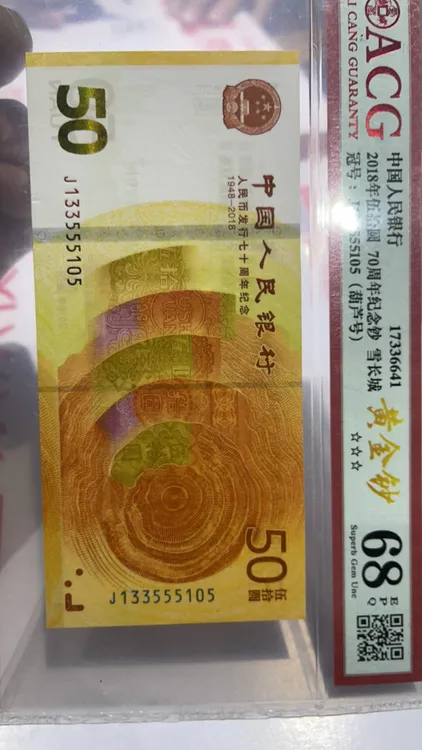 50
J133555105
中国人民银行
人民币发行七十周年纪念
1948-2018
50
伍拾圆
J133555105
ACG
CANG GUARANTY
中国人民银行
17336641
2018年伍拾圆 70周年纪念钞 雪长城
冠号: J133555105 (葫芦号)
黄金钞
☆☆☆
68 EPQ
Superb Gem Unc